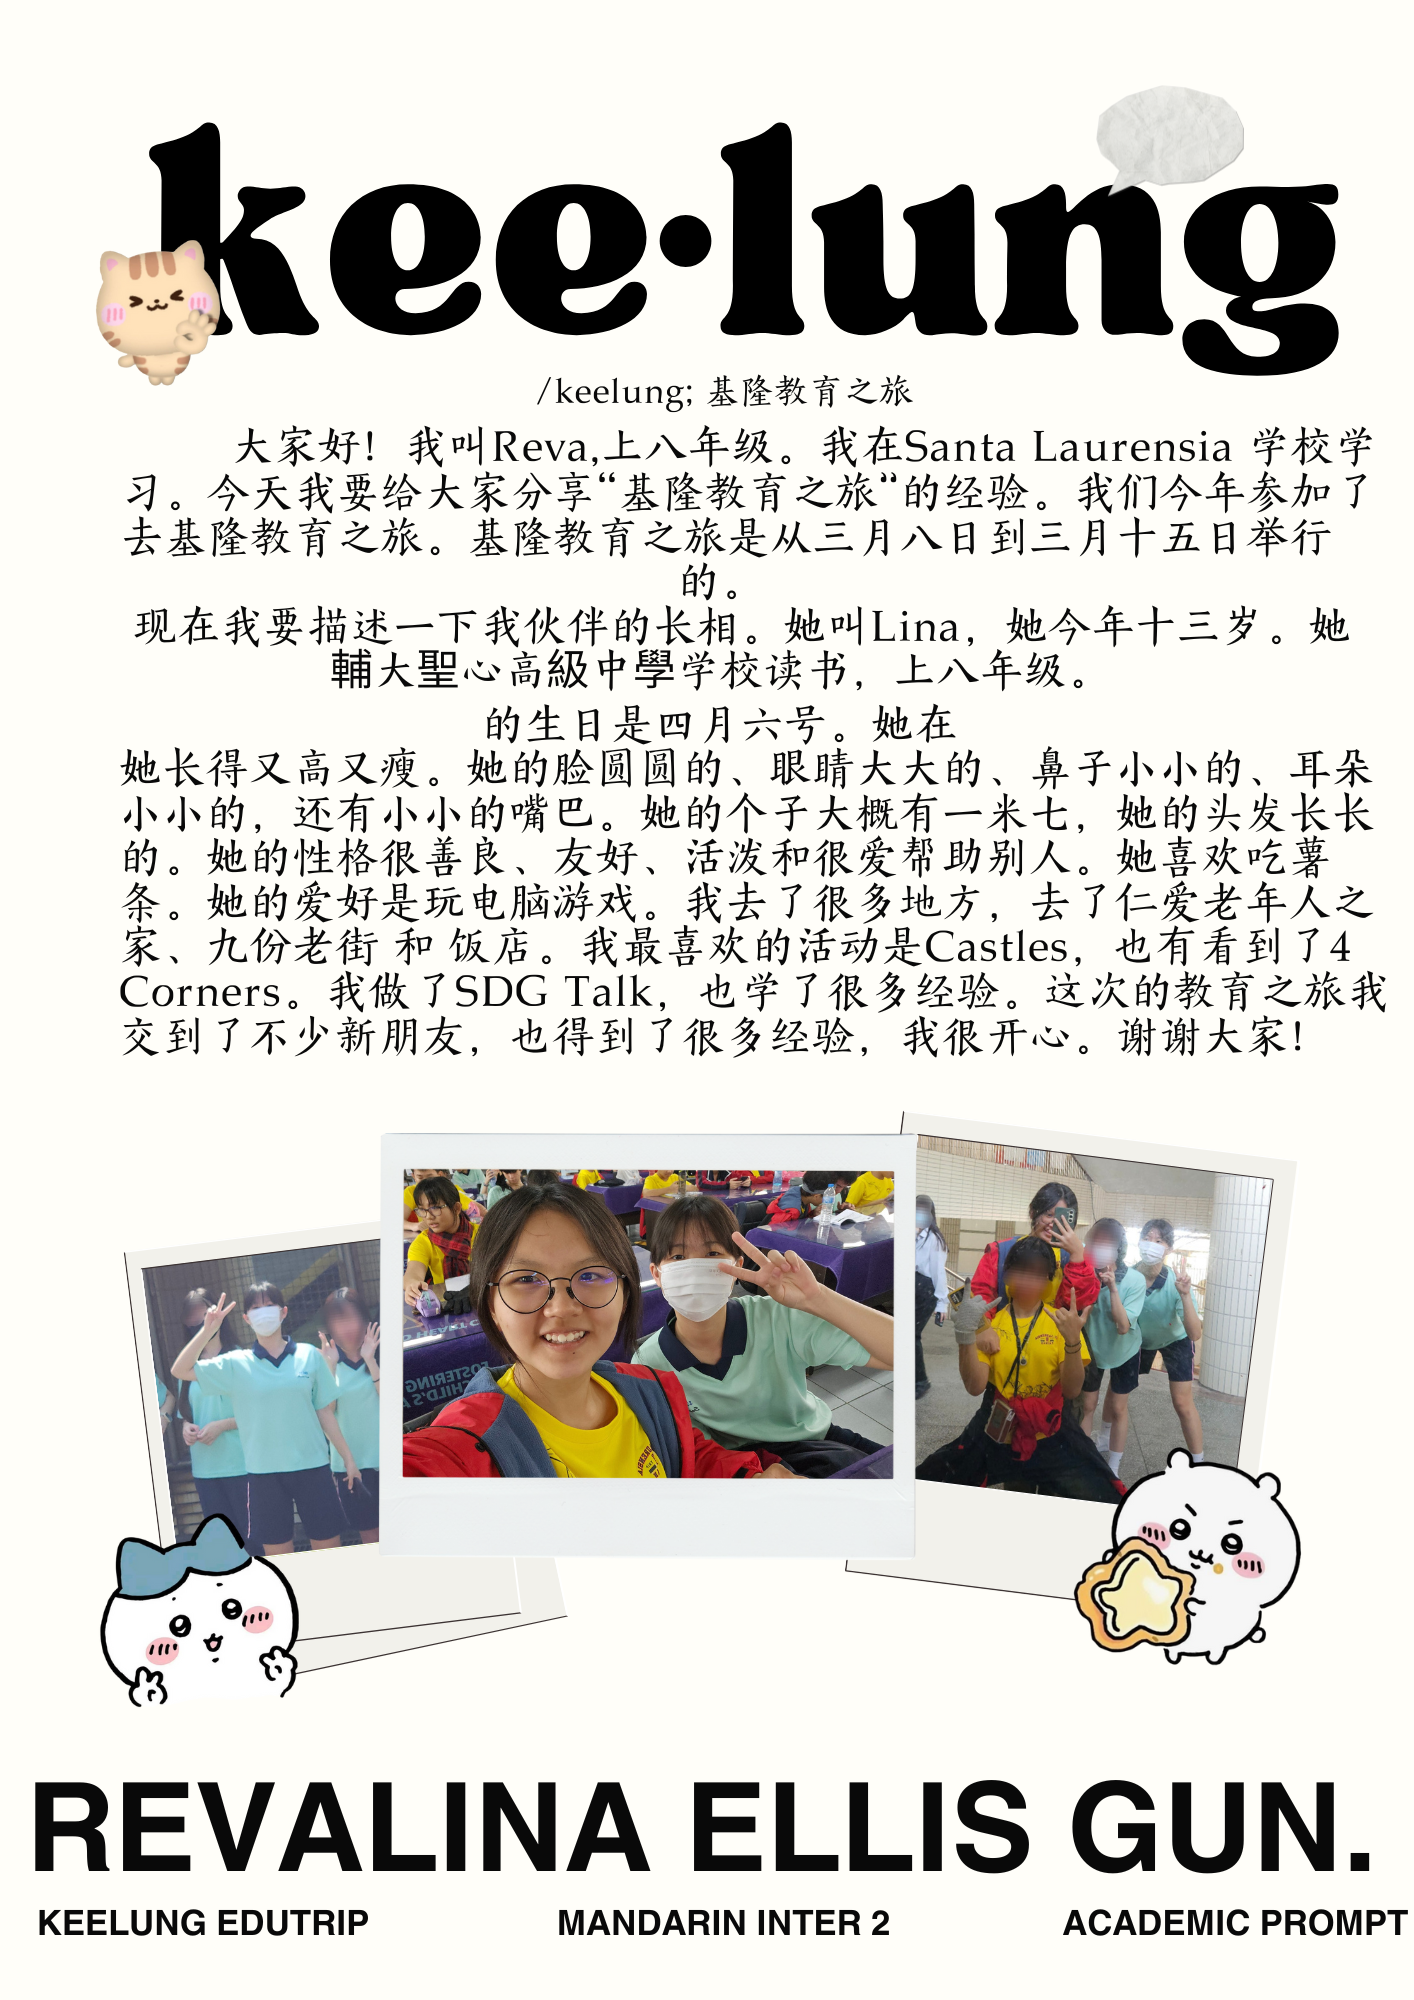 kee·lung
/keelung; 基隆教育之旅
大家好！我叫Reva,上八年级。我在Santa Laurensia 学校学
习。今天我要给大家分享“基隆教育之旅”的经验。我们今年参加了
去基隆教育之旅。基隆教育之旅是从三月八日到三月十五日举行
的。
现在我要描述一下我伙伴的长相。她叫Lina，她今年十三岁。她
輔大聖心高級中學学校读书，上八年级。
的生日是四月六号。她在
她长得又高又瘦。她的脸圆圆的、眼睛大大的、鼻子小小的、耳朵
小小的，还有小小的嘴巴。她的个子大概有一米七，她的头发长长
的。她的性格很善良、友好、活泼和很爱帮助别人。她喜欢吃薯
条。她的爱好是玩电脑游戏。我去了很多地方，去了仁爱老年人之
家、九份老街 和 饭店。我最喜欢的活动是Castles，也有看到了4
Corners。我做了SDG Talk，也学了很多经验。这次的教育之旅我
交到了不少新朋友，也得到了很多经验，我很开心。谢谢大家！
REVALINA ELLIS GUN.
KEELUNG EDUTRIP
MANDARIN INTER 2
ACADEMIC PROMPT